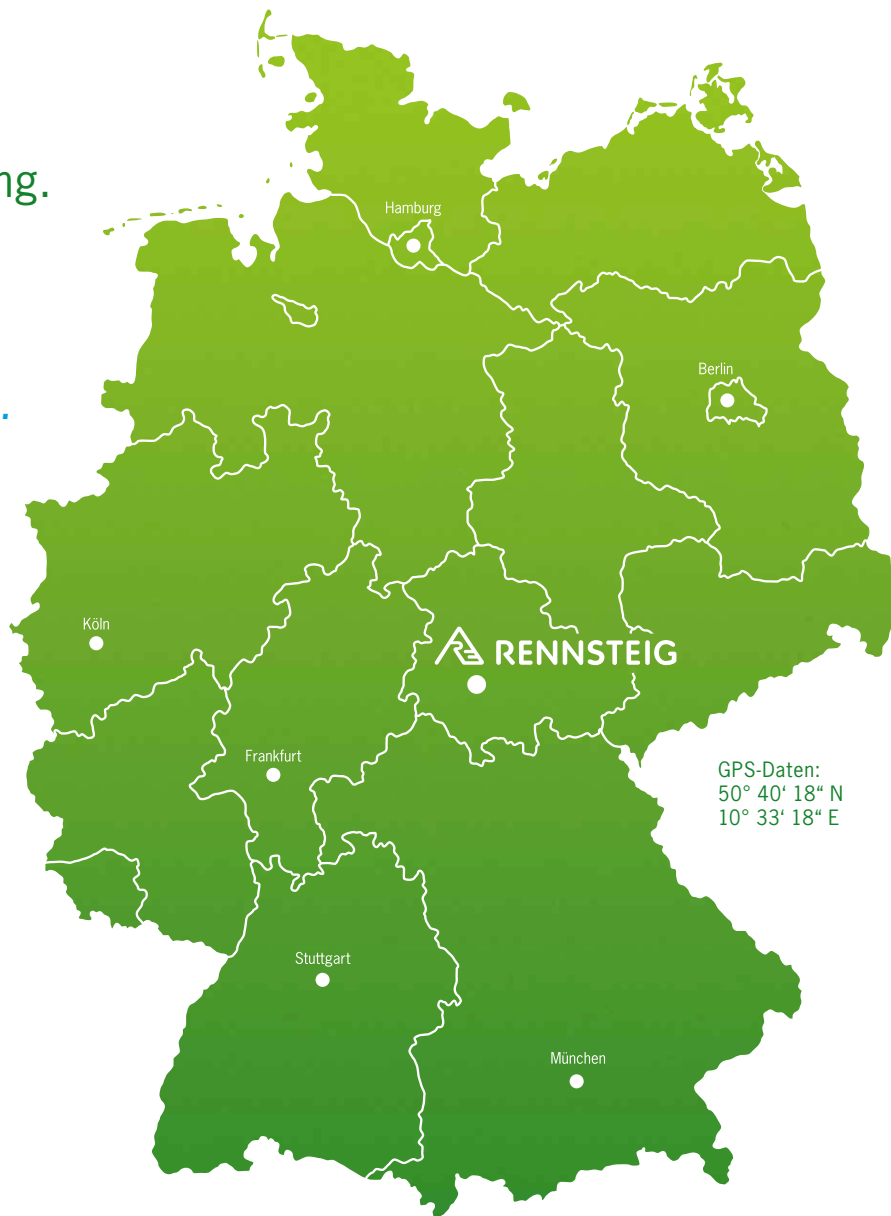 ng.
Hamburg
Berlin
.
Köln
RENNSTEIG
Frankfurt
GPS-Daten:
50° 40‘ 18“ N
10° 33‘ 18“ E
Stuttgart
München